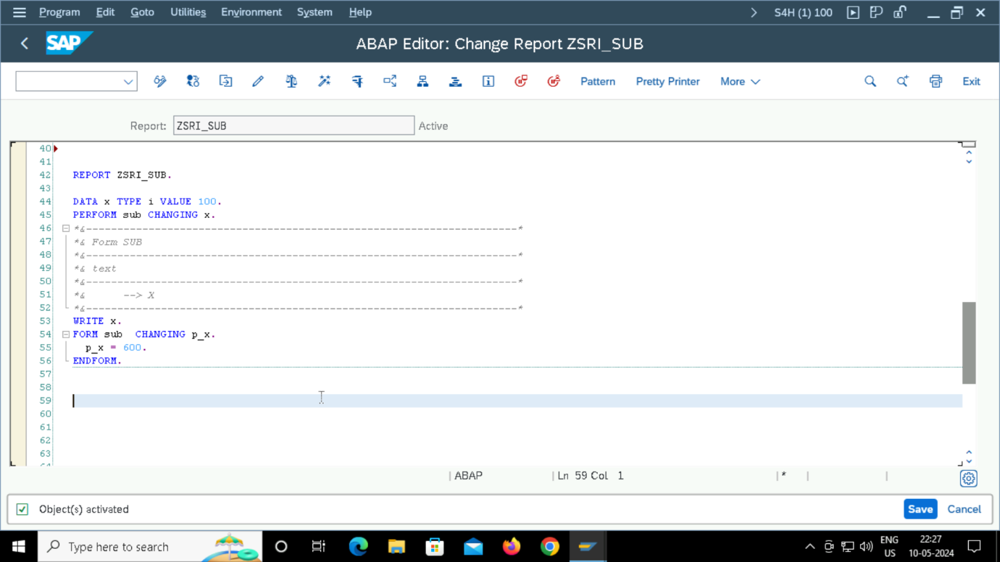 Program Edit Goto Utilities Environment System Help S4H (1) 100
SAP ABAP Editor: Change Report ZSRI_SUB
Pattern Pretty Printer More Exit
Report: ZSRI_SUB Active
40
41
42 REPORT ZSRI_SUB.
43
44 DATA x TYPE i VALUE 100.
45 PERFORM sub CHANGING x.
46 *&---------------------------------------------------------------------*
47 *& Form SUB
48 *&---------------------------------------------------------------------*
49 *& text
50 *&---------------------------------------------------------------------*
51 *&      --> X
52 *&---------------------------------------------------------------------*
53 WRITE x.
54 FORM sub  CHANGING p_x.
55   p_x = 600.
56 ENDFORM.
57
58
59
60
61
62
63
| ABAP | Ln 59 Col 1 | * | |
Object(s) activated Save Cancel
Type here to search ENG 22:27
US 10-05-2024